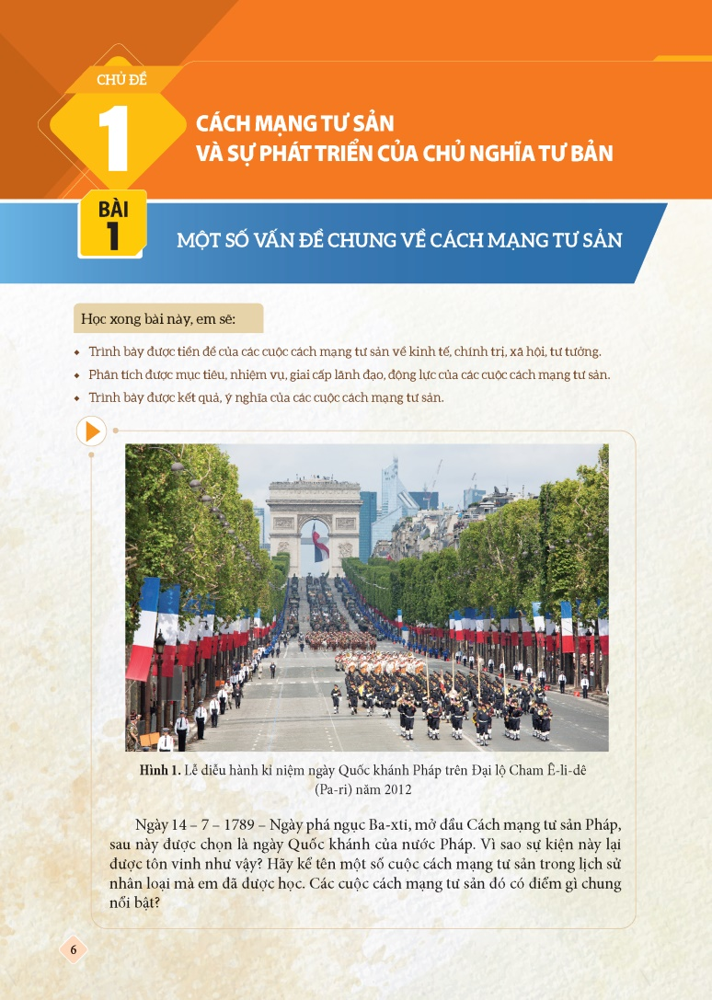 CHỦ ĐỀ
1
CÁCH MẠNG TƯ SẢN
VÀ SỰ PHÁT TRIỂN CỦA CHỦ NGHĨA TƯ BẢN
BÀI
1
MỘT SỐ VẤN ĐỀ CHUNG VỀ CÁCH MẠNG TƯ SẢN
Học xong bài này, em sẽ:
◆ Trình bày được tiền đề của các cuộc cách mạng tư sản về kinh tế, chính trị, xã hội, tư tưởng.
◆ Phân tích được mục tiêu, nhiệm vụ, giai cấp lãnh đạo, động lực của các cuộc cách mạng tư sản.
◆ Trình bày được kết quả, ý nghĩa của các cuộc cách mạng tư sản.
Hình 1. Lễ diễu hành kỉ niệm ngày Quốc khánh Pháp trên Đại lộ Cham Ê-li-dê
(Pa-ri) năm 2012
Ngày 14 – 7 – 1789 – Ngày phá ngục Ba-xti, mở đầu Cách mạng tư sản Pháp,
sau này được chọn là ngày Quốc khánh của nước Pháp. Vì sao sự kiện này lại
được tôn vinh như vậy? Hãy kể tên một số cuộc cách mạng tư sản trong lịch sử
nhân loại mà em đã được học. Các cuộc cách mạng tư sản đó có điểm gì chung
nổi bật?
6